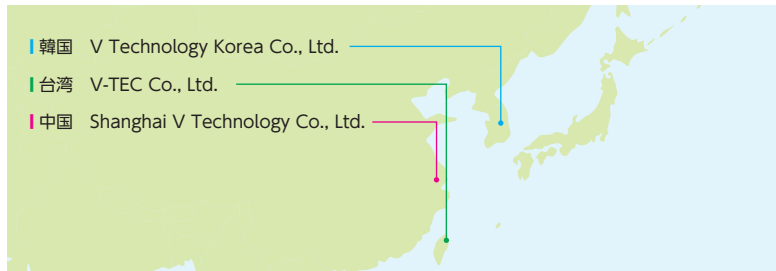 韓国 V Technology Korea Co., Ltd.
台湾 V-TEC Co., Ltd.
中国 Shanghai V Technology Co., Ltd.